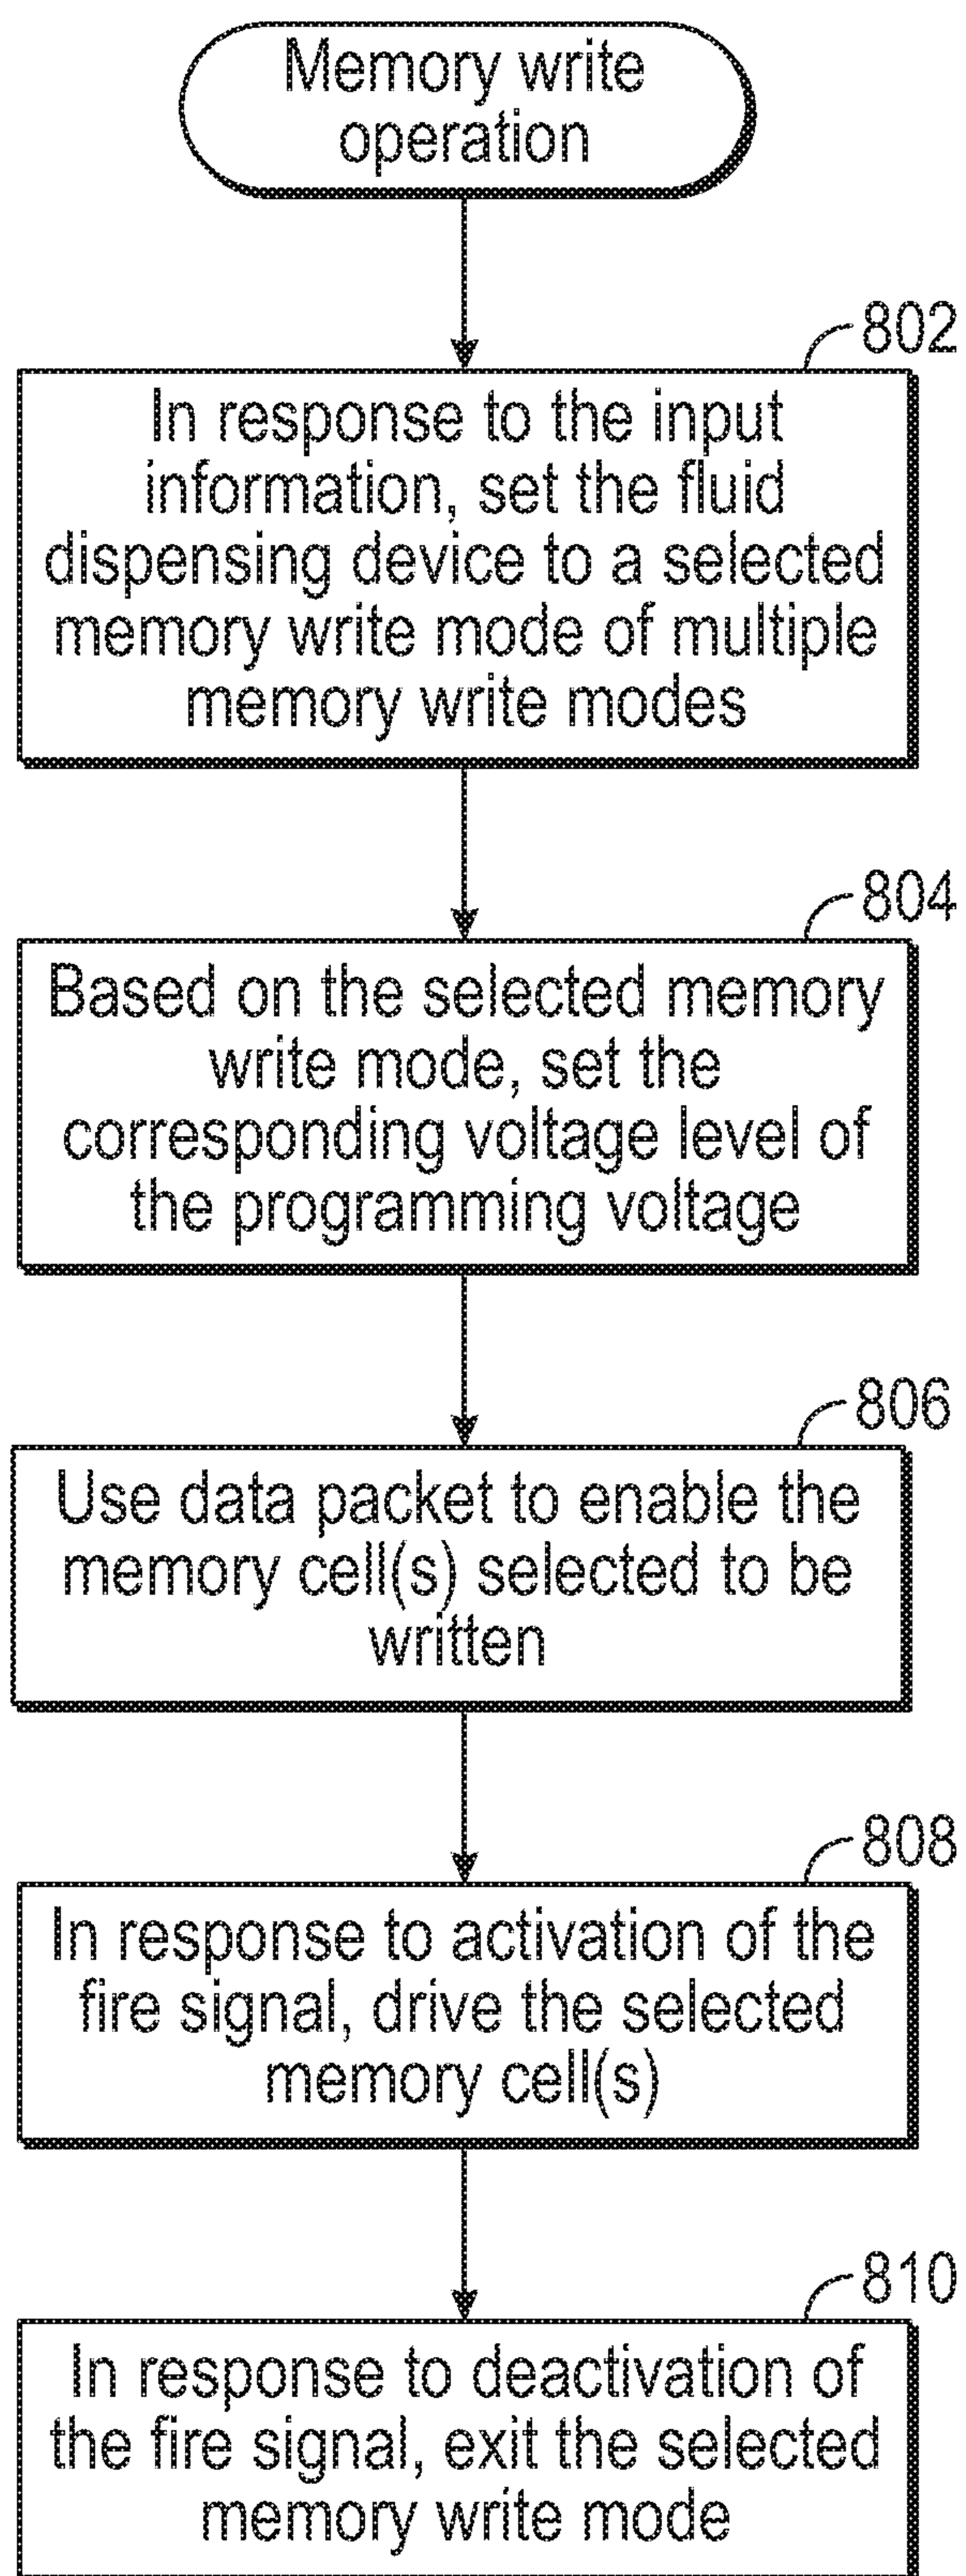 Memory write
operation
802
In response to the input
information, set the fluid
dispensing device to a selected
memory write mode of multiple
memory write modes
804
Based on the selected memory
write mode, set the
corresponding voltage level of
the programming voltage
806
Use data packet to enable the
memory cell(s) selected to be
written
808
In response to activation of the
fire signal, drive the selected
memory cell(s)
810
In response to deactivation of
the fire signal, exit the selected
memory write mode